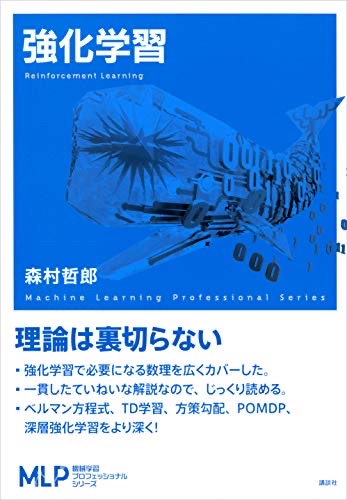 強化学習
Reinforcement Learning
森村哲郎
Machine Learning Professional Series
理論は裏切らない
▪ 強化学習で必要になる数理を広くカバーした。
▪ 一貫したていねいな解説なので、じっくり読める。
▪ ベルマン方程式、TD学習、方策勾配、POMDP、
深層強化学習をより深く!
MLP
機械学習
プロフェッショナル
シリーズ
講談社